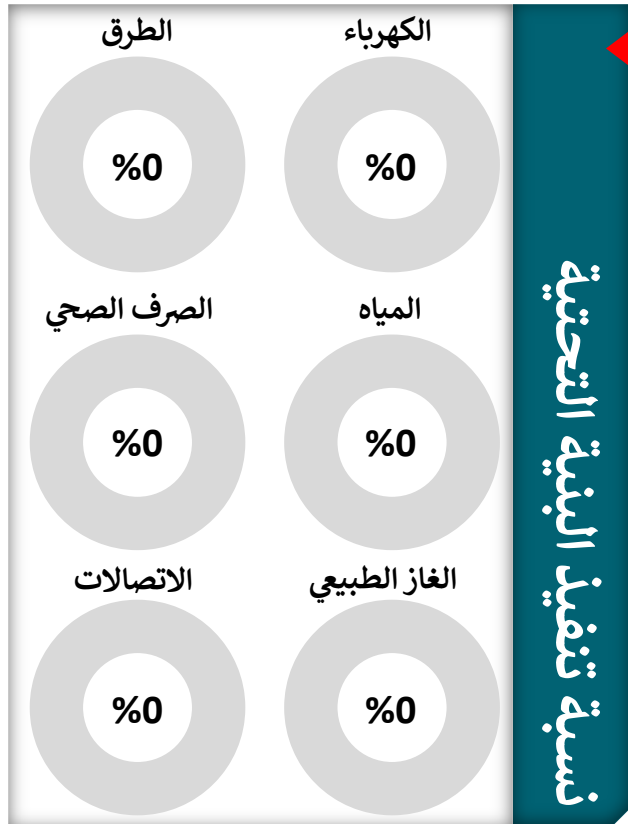 نسبة تنفيذ البنية التحتية
الكهرباء
الطرق
%0
%0
المياه
الصرف الصحي
%0
%0
الغاز الطبيعي
الاتصالات
%0
%0